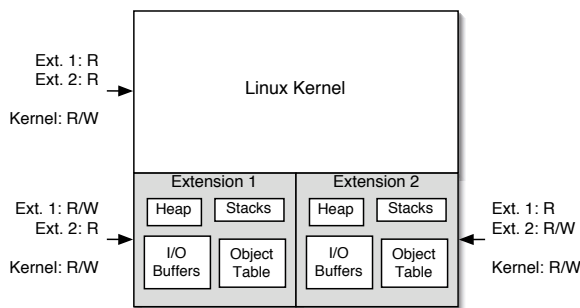 Ext. 1: R
Ext. 2: R
Kernel: R/W
Linux Kernel
Extension 1
Heap
Stacks
I/O
Buffers
Object
Table
Extension 2
Heap
Stacks
I/O
Buffers
Object
Table
Ext. 1: R/W
Ext. 2: R
Kernel: R/W
Ext. 1: R
Ext. 2: R/W
Kernel: R/W